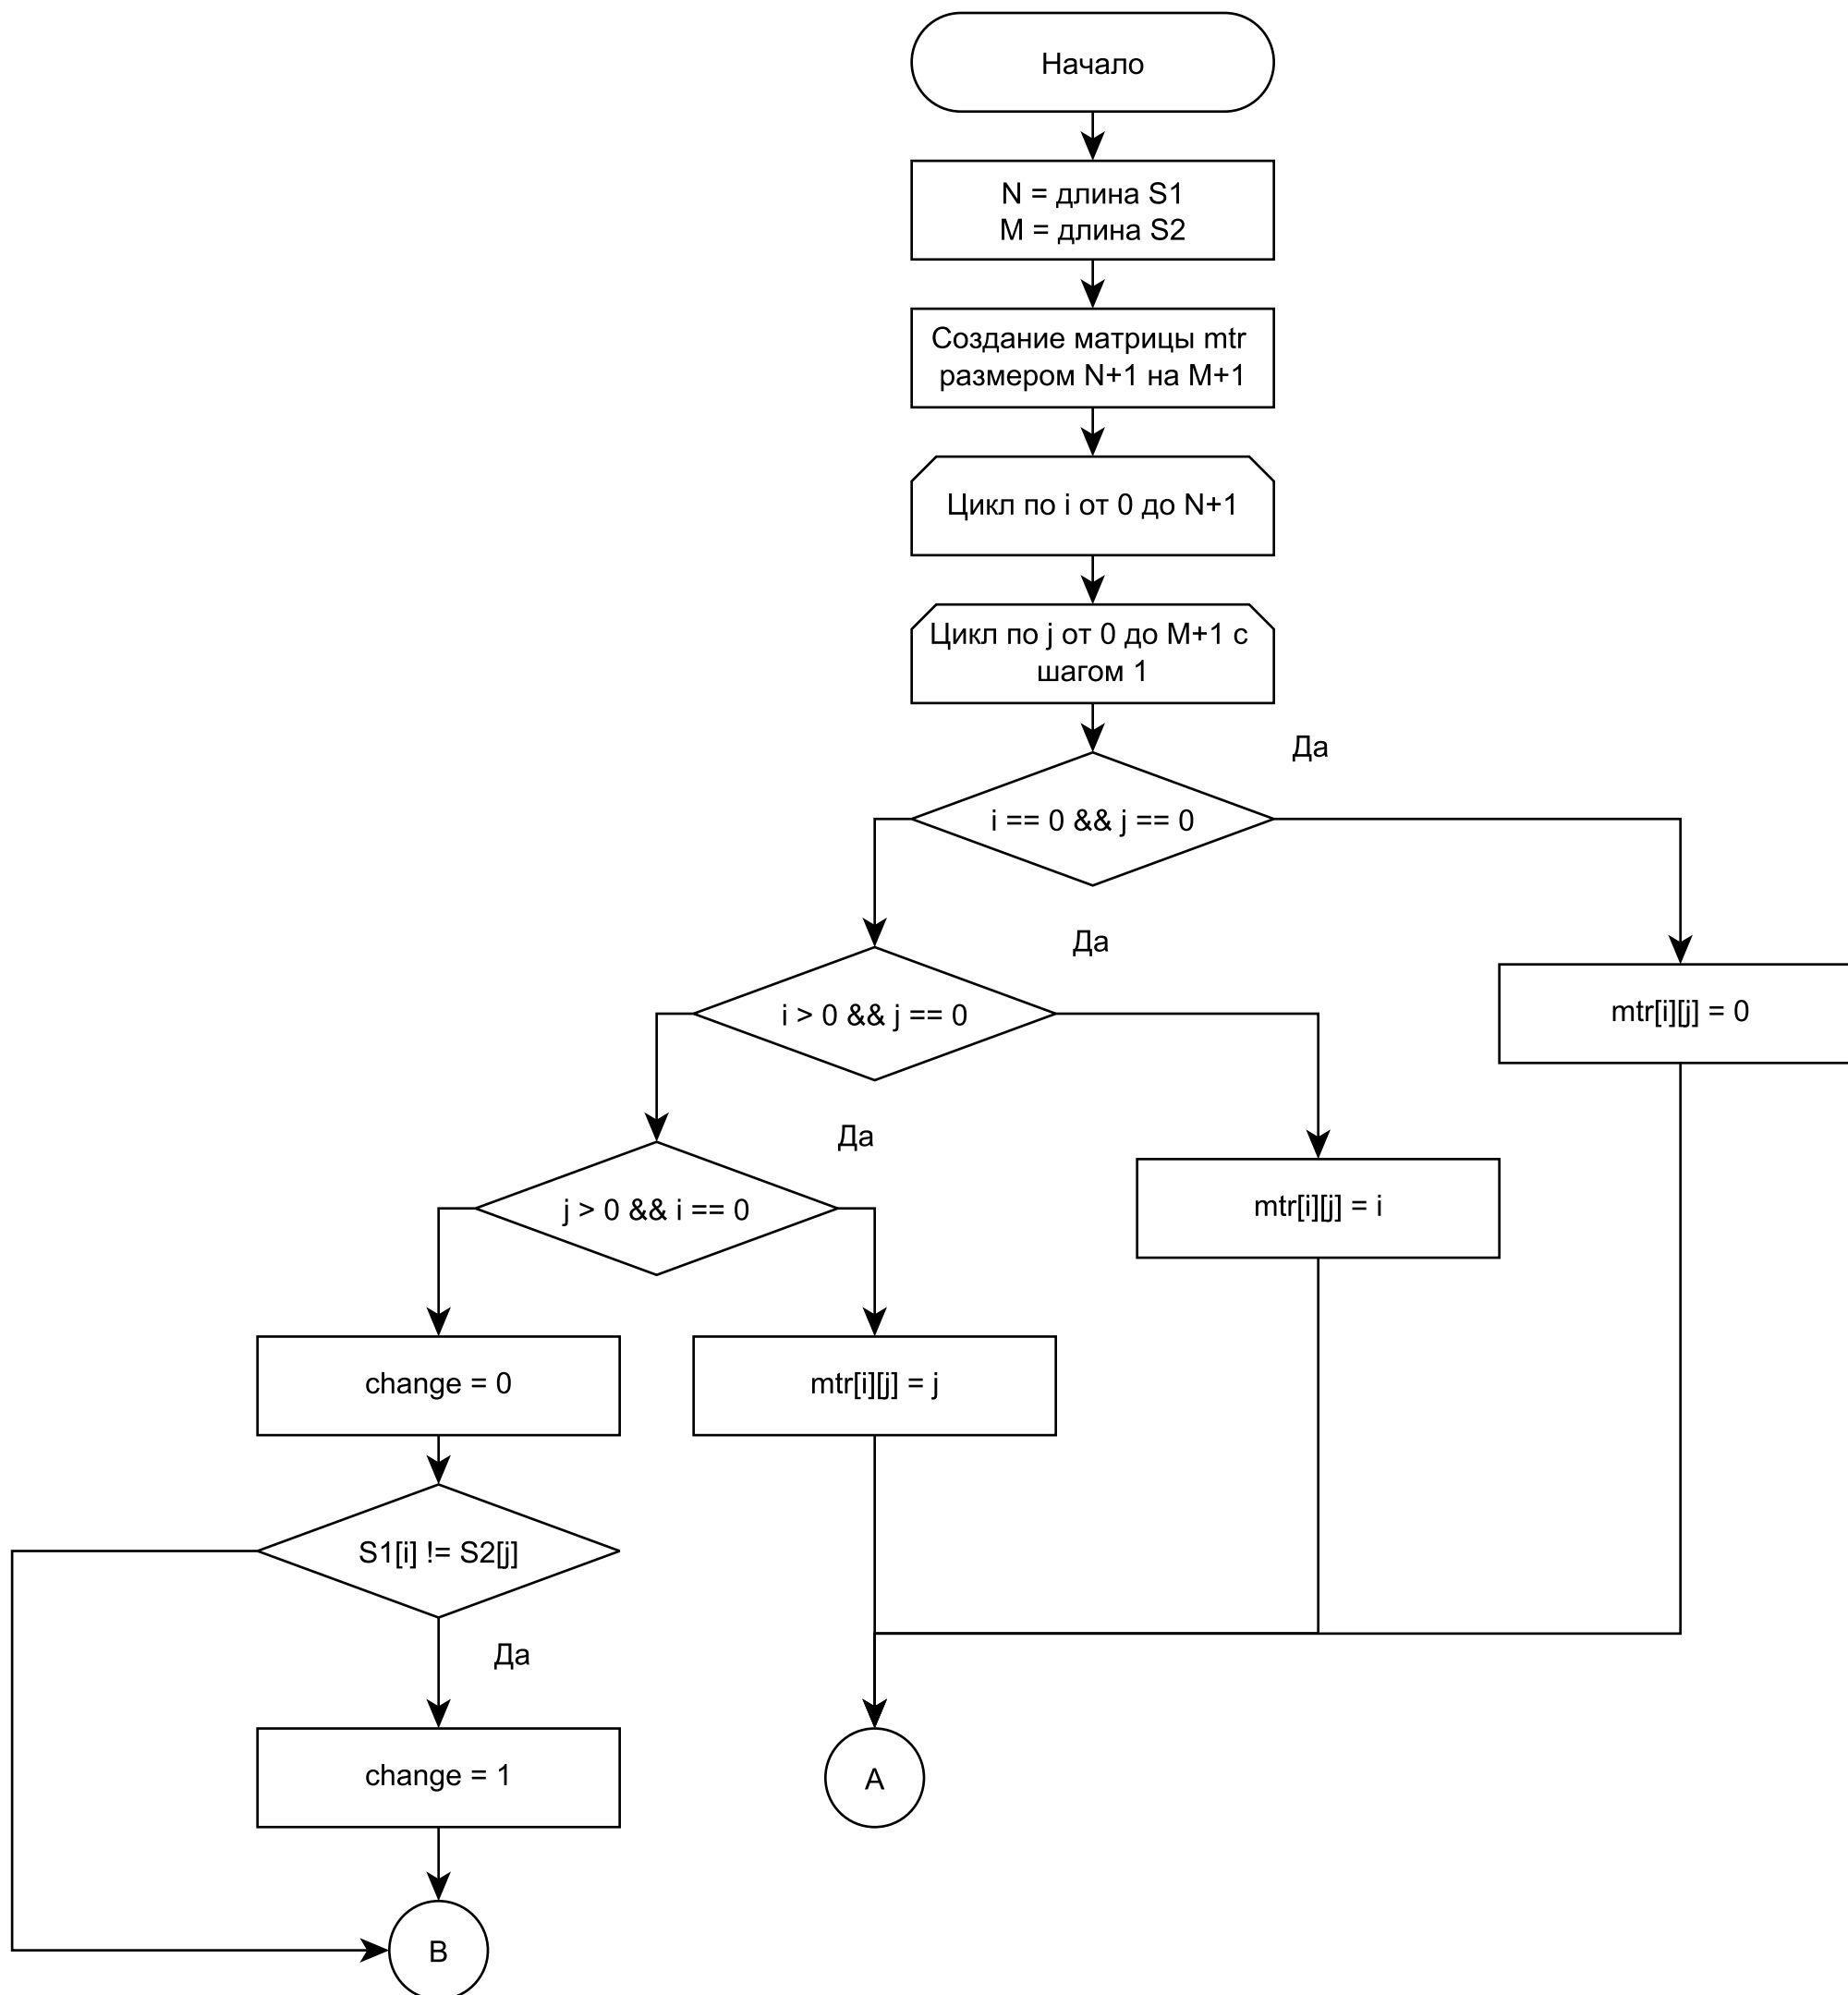 Начало
N = длина S1
M = длина S2
Создание матрицы mtr
размером N+1 на M+1
Цикл по i от 0 до N+1
Цикл по j от 0 до M+1 с
шагом 1
Да
i == 0 && j == 0
Да
i > 0 && j == 0
mtr[i][j] = 0
Да
j > 0 && i == 0
mtr[i][j] = i
change = 0
mtr[i][j] = j
S1[i] != S2[j]
Да
change = 1
A
B